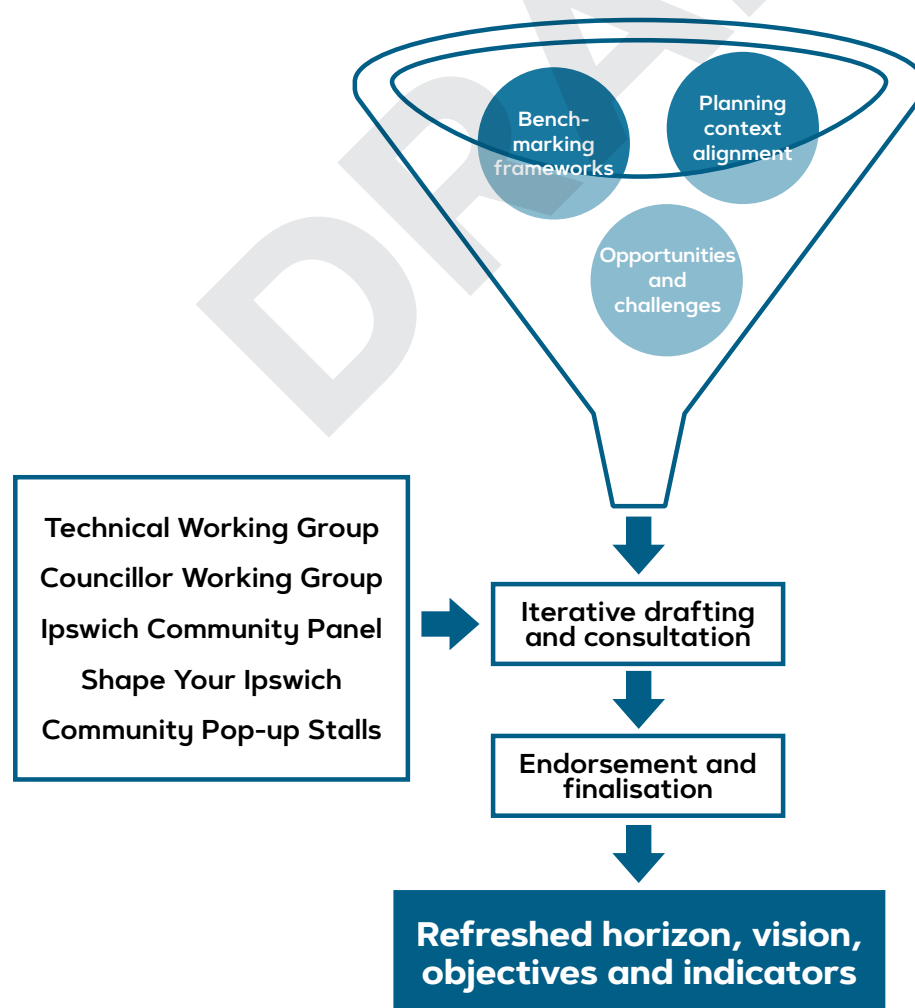 Bench-
marking
frameworks
Planning
context
alignment
Opportunities
and
challenges
Technical Working Group
Councillor Working Group
Ipswich Community Panel
Shape Your Ipswich
Community Pop-up Stalls
Iterative drafting
and consultation
Endorsement and
finalisation
Refreshed horizon, vision,
objectives and indicators